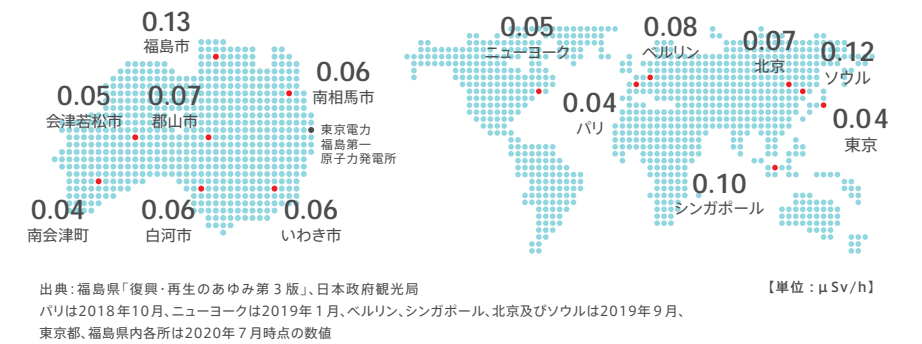 0.13
福島市
0.05
会津若松市
0.07
郡山市
0.06
南相馬市
東京電力
福島第一
原子力発電所
0.04
南会津町
0.06
白河市
0.06
いわき市
0.05
ニューヨーク
0.08
ベルリン
0.07
北京
0.12
ソウル
0.04
パリ
0.04
東京
0.10
シンガポール
出典:福島県「復興・再生のあゆみ第3版」、日本政府観光局
【単位:μSv/h】
パリは2018年10月、ニューヨークは2019年1月、ベルリン、シンガポール、北京及びソウルは2019年9月、
東京都、福島県内各所は2020年7月時点の数値